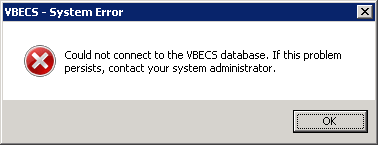 VBECS - System Error
Could not connect to the VBECS database. If this problem
persists, contact your system administrator.
OK